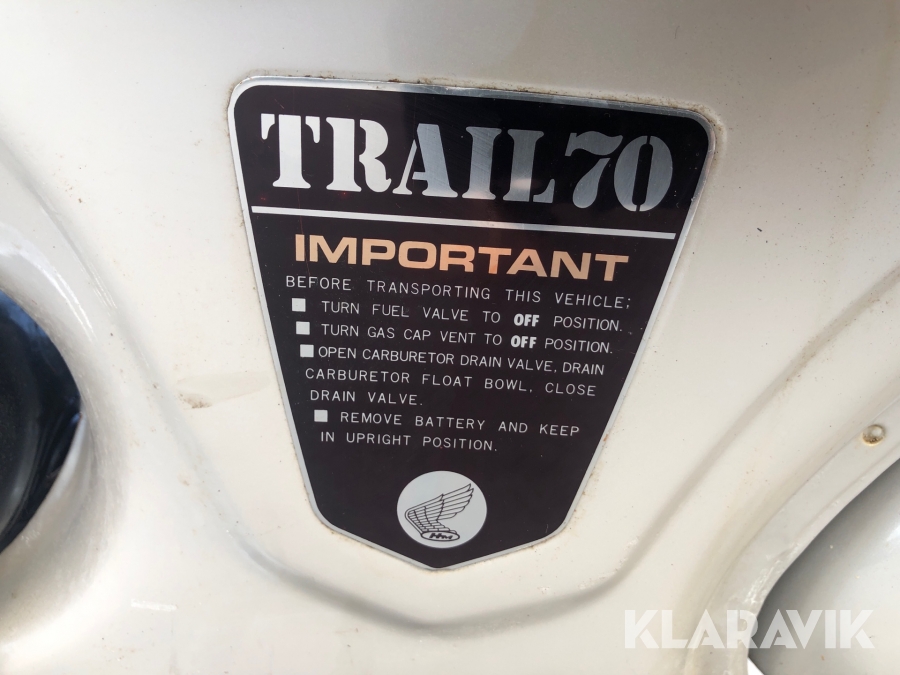 TRAIL70
IMPORTANT
BEFORE TRANSPORTING THIS VEHICLE;
TURN FUEL VALVE TO OFF POSITION.
TURN GAS CAP VENT TO OFF POSITION.
OPEN CARBURETOR DRAIN VALVE, DRAIN
CARBURETOR FLOAT BOWL, CLOSE
DRAIN VALVE.
REMOVE BATTERY AND KEEP
IN UPRIGHT POSITION.
HM
KLARAVIK